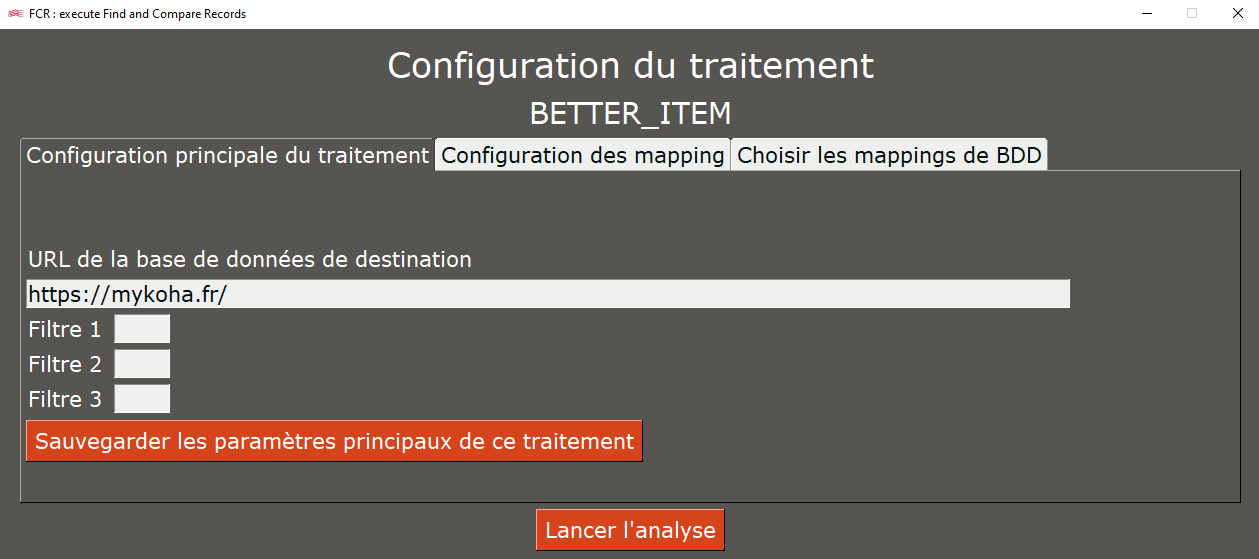 FCR : execute Find and Compare Records
Configuration du traitement
BETTER_ITEM
Configuration principale du traitement Configuration des mapping Choisir les mappings de BDD
URL de la base de données de destination
https://mykoha.fr/
Filtre 1
Filtre 2
Filtre 3
Sauvegarder les paramètres principaux de ce traitement
Lancer l'analyse